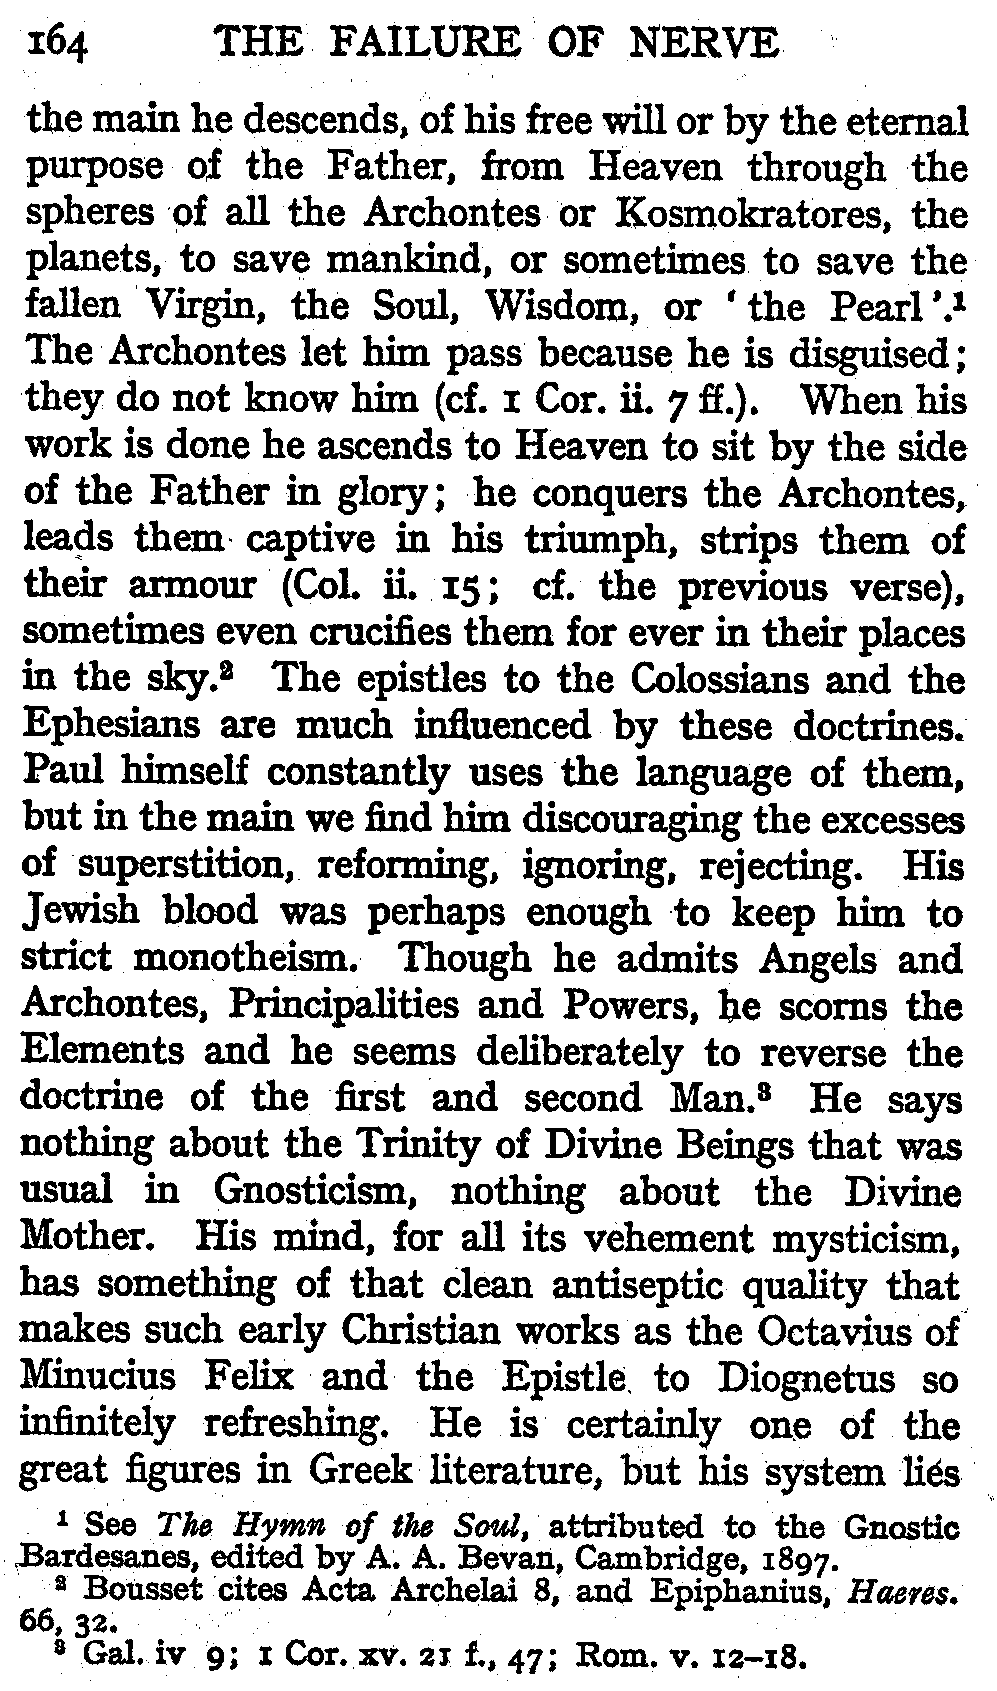 164 THE FAILURE OF NERVE
the main he descends, of his free will or by the eternal
purpose of the Father, from Heaven through the
spheres of all the Archontes or Kosmokratores, the
planets, to save mankind, or sometimes to save the
fallen Virgin, the Soul, Wisdom, or ‘ the Pearl ’.¹
The Archontes let him pass because he is disguised;
they do not know him (cf. 1 Cor. ii. 7 ff.). When his
work is done he ascends to Heaven to sit by the side
of the Father in glory; he conquers the Archontes,
leads them captive in his triumph, strips them of
their armour (Col. ii. 15; cf. the previous verse),
sometimes even crucifies them for ever in their places
in the sky.² The epistles to the Colossians and the
Ephesians are much influenced by these doctrines.
Paul himself constantly uses the language of them,
but in the main we find him discouraging the excesses
of superstition, reforming, ignoring, rejecting. His
Jewish blood was perhaps enough to keep him to
strict monotheism. Though he admits Angels and
Archontes, Principalities and Powers, he scorns the
Elements and he seems deliberately to reverse the
doctrine of the first and second Man.³ He says
nothing about the Trinity of Divine Beings that was
usual in Gnosticism, nothing about the Divine
Mother. His mind, for all its vehement mysticism,
has something of that clean antiseptic quality that
makes such early Christian works as the Octavius of
Minucius Felix and the Epistle to Diognetus so
infinitely refreshing. He is certainly one of the
great figures in Greek literature, but his system lies
¹ See The Hymn of the Soul, attributed to the Gnostic
Bardesanes, edited by A. A. Bevan, Cambridge, 1897.
² Bousset cites Acta Archelai 8, and Epiphanius, Haeres.
66, 32.
³ Gal. iv 9; 1 Cor. xv. 21 f., 47; Rom. v. 12–18.